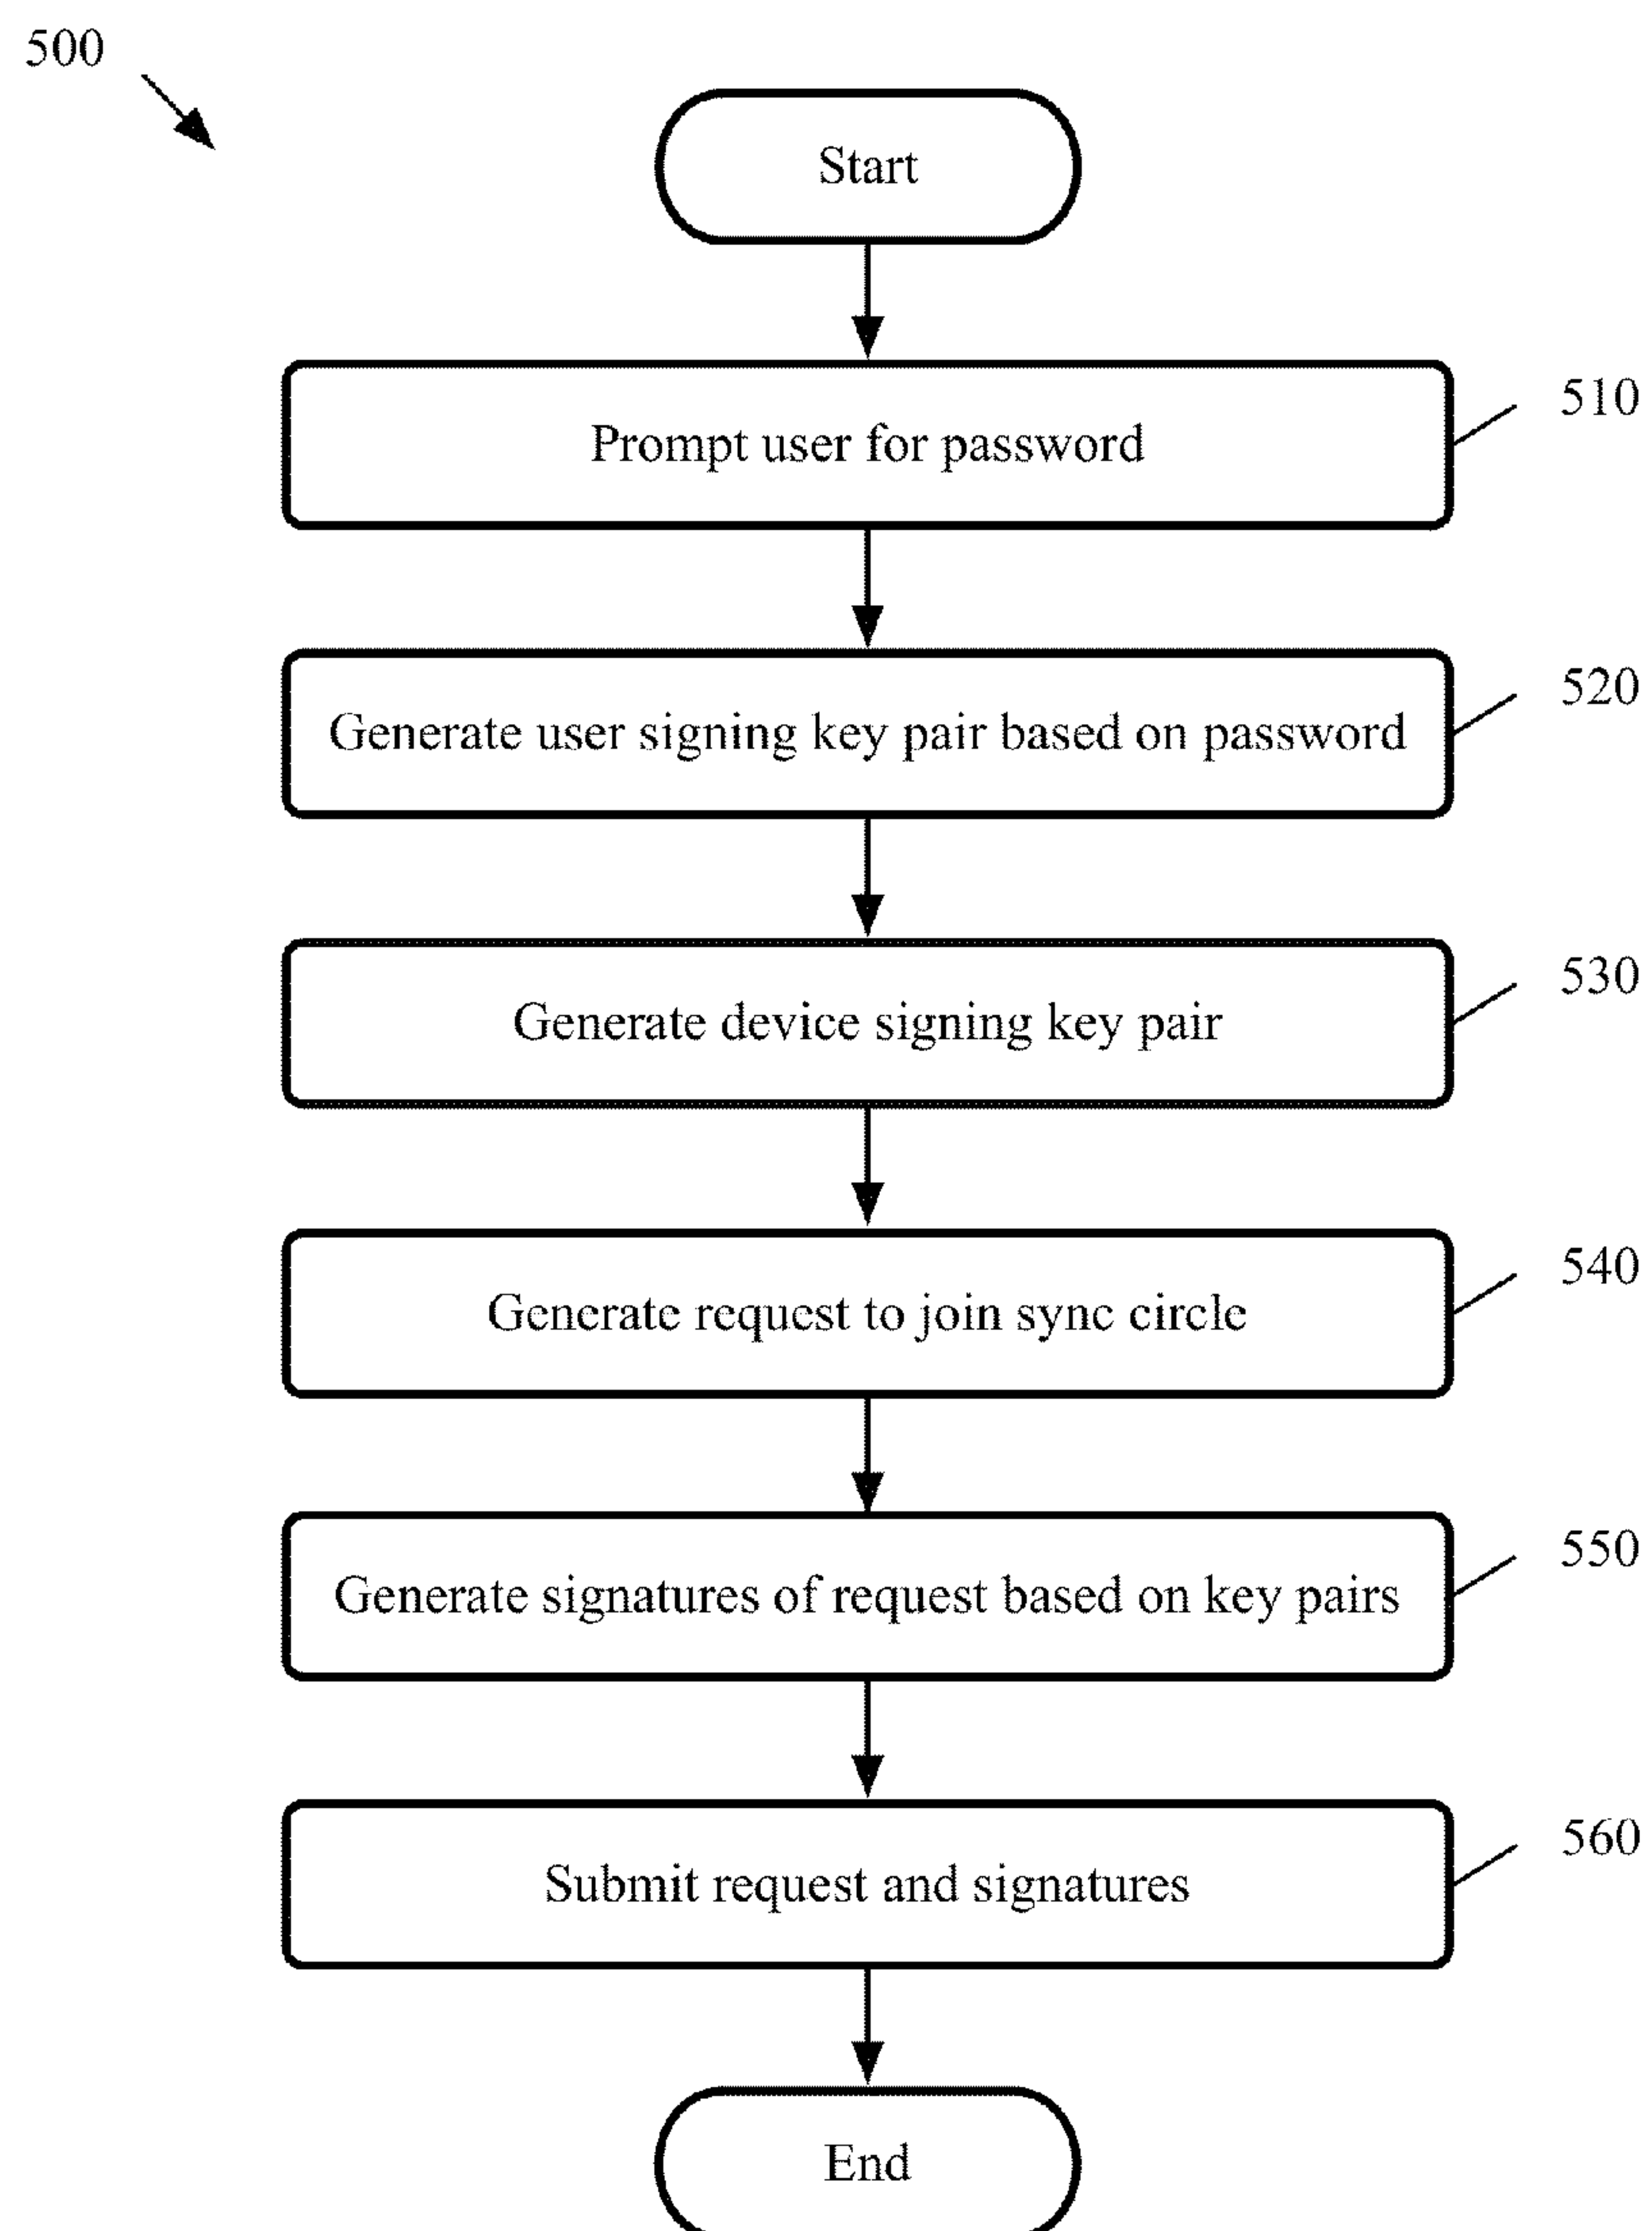 500
Start
Prompt user for password
510
Generate user signing key pair based on password
520
Generate device signing key pair
530
Generate request to join sync circle
540
Generate signatures of request based on key pairs
550
Submit request and signatures
560
End